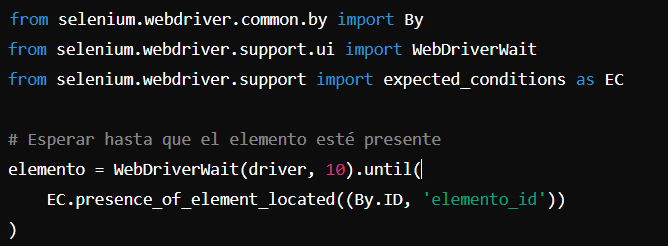 from selenium.webdriver.common.by import By
from selenium.webdriver.support.ui import WebDriverWait
from selenium.webdriver.support import expected_conditions as EC
# Esperar hasta que el elemento esté presente
elemento = WebDriverWait(driver, 10).until(
    EC.presence_of_element_located((By.ID, 'elemento_id'))
)